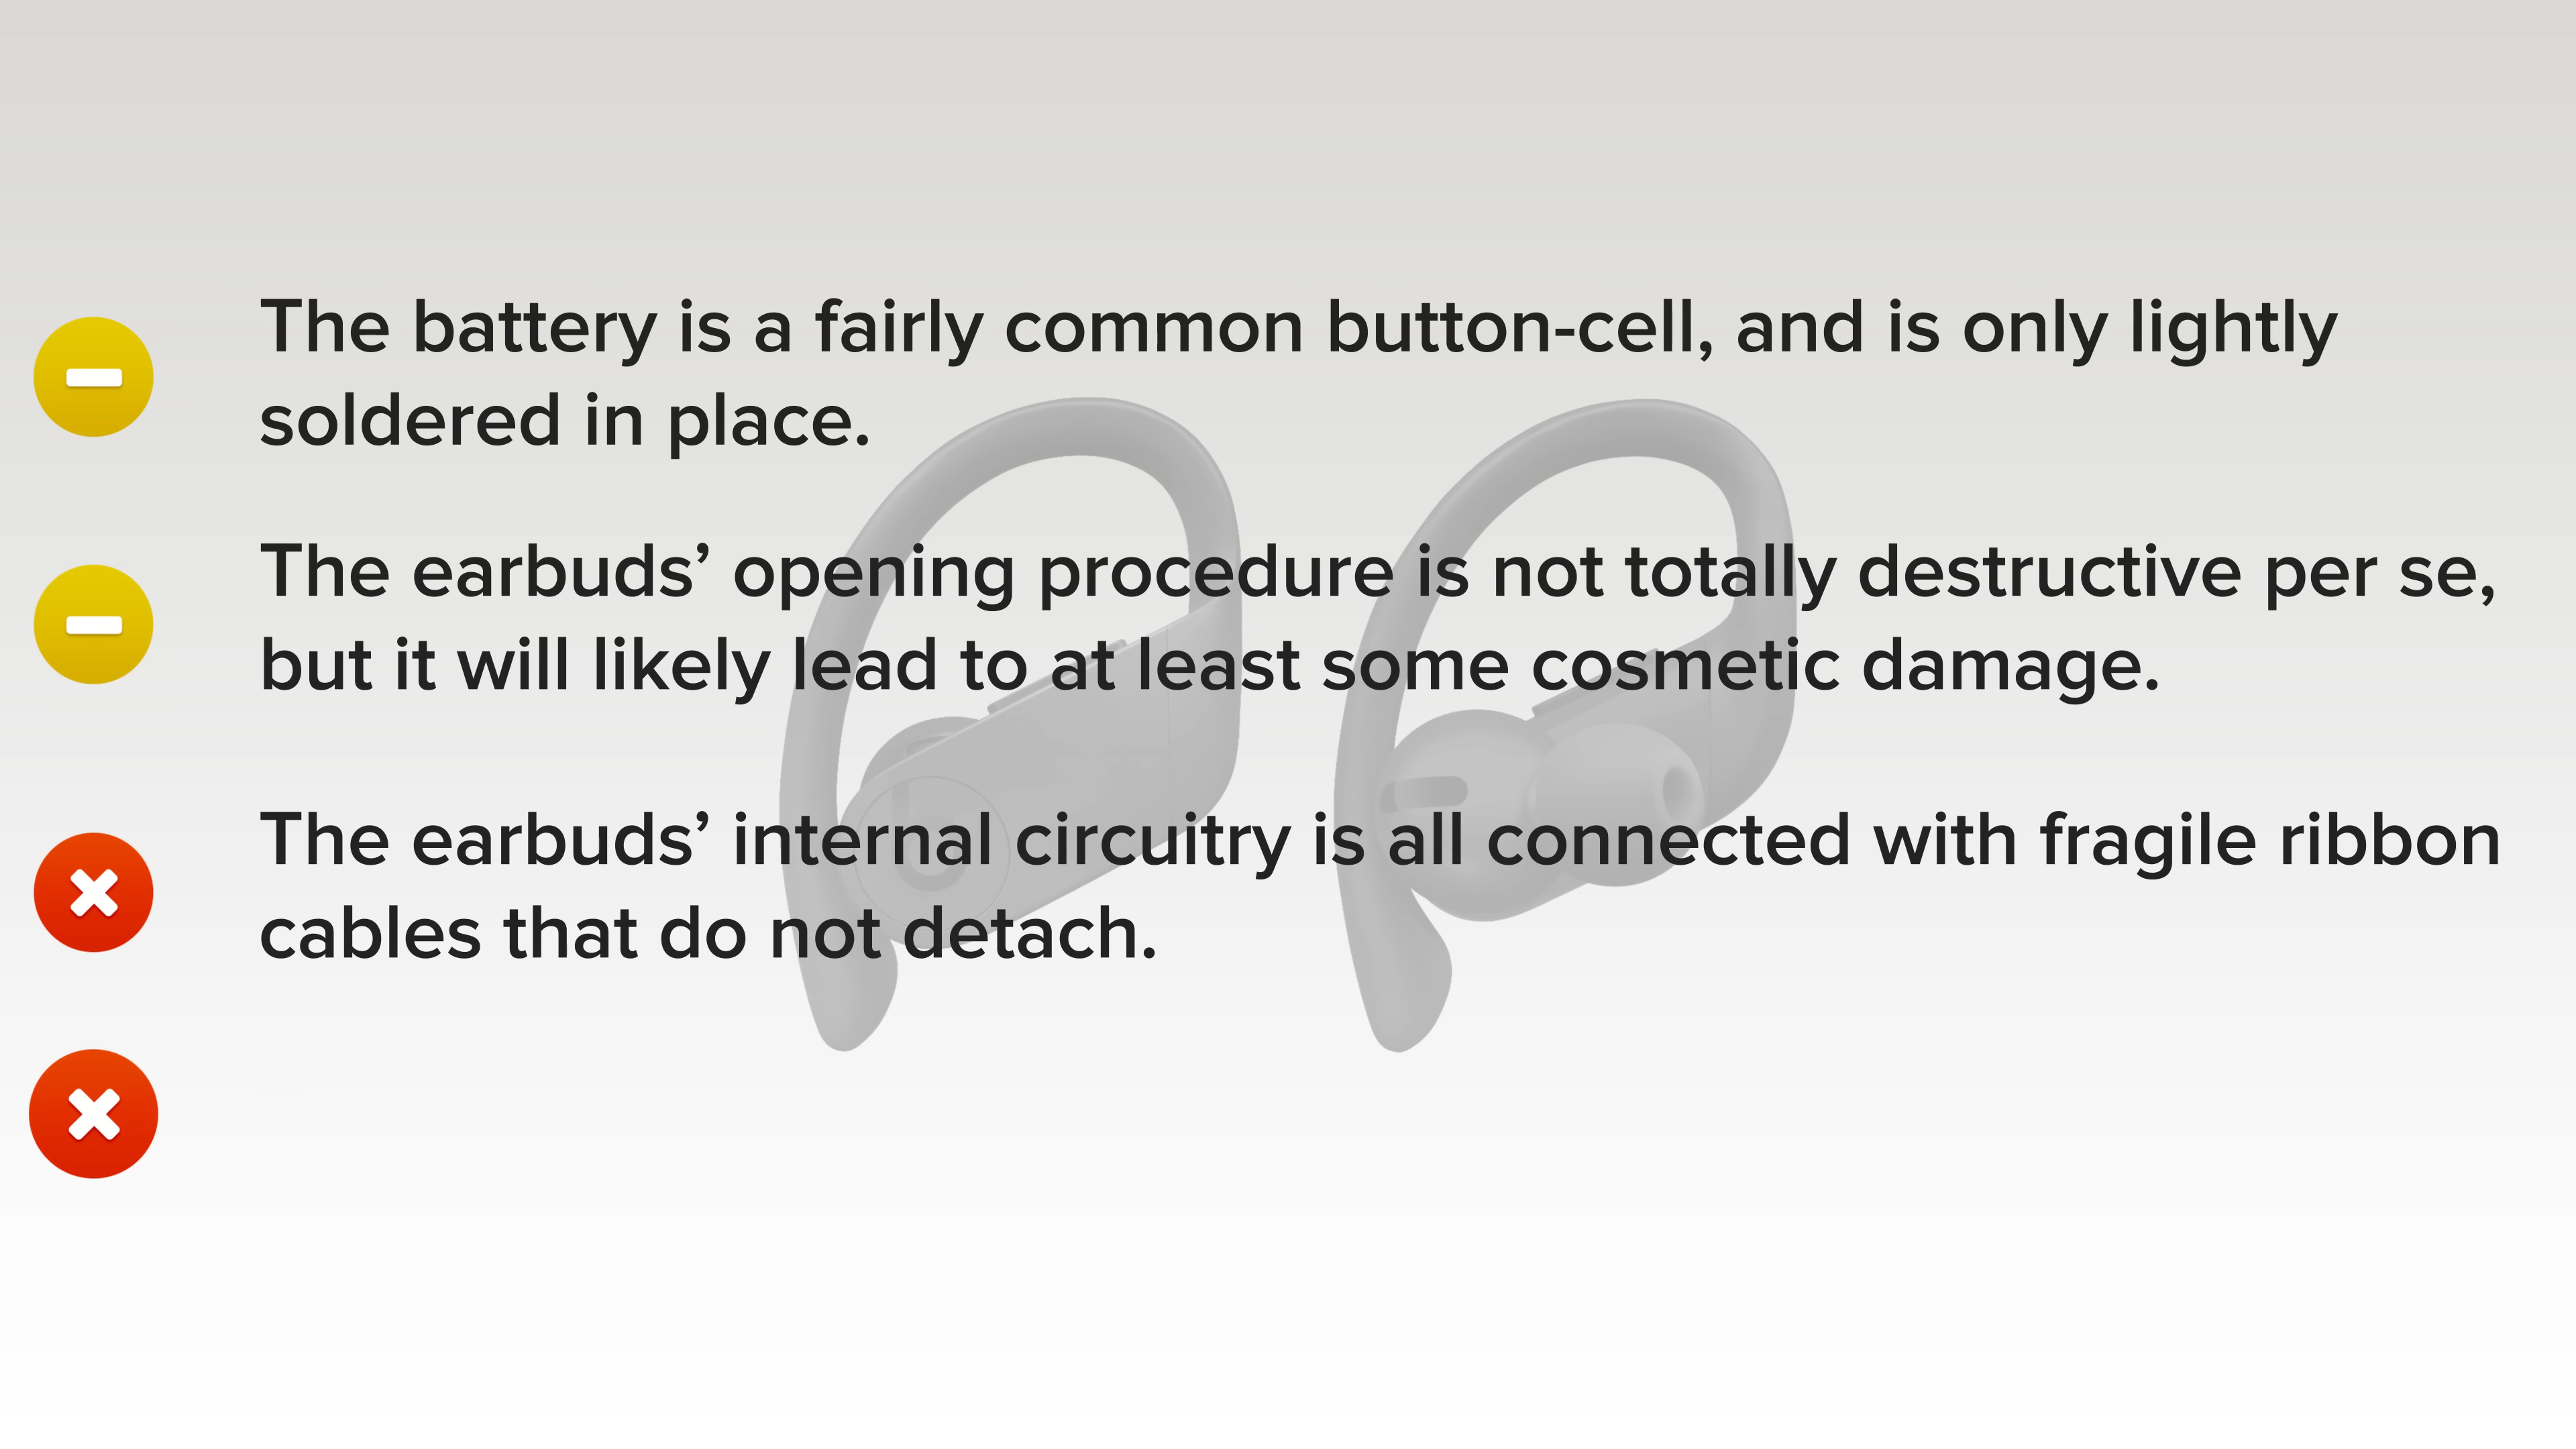 The battery is a fairly common button-cell, and is only lightly
soldered in place.
The earbuds’ opening procedure is not totally destructive per se,
but it will likely lead to at least some cosmetic damage.
The earbuds’ internal circuitry is all connected with fragile ribbon
cables that do not detach.